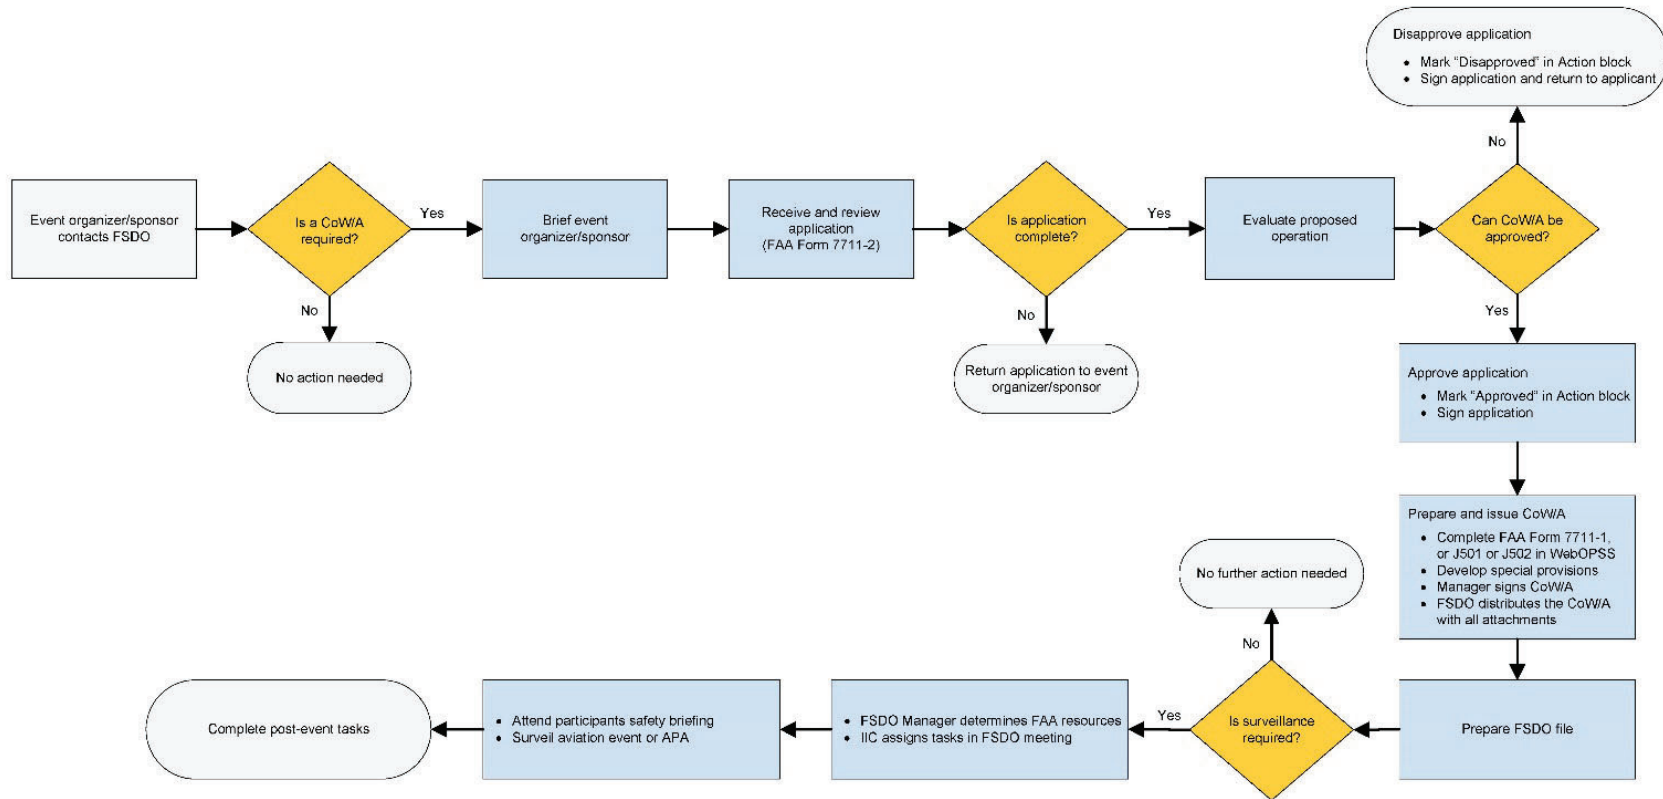 Event organizer/sponsor
contacts FSDO
Is a CoW/A
required?
Yes
No
No action needed
Brief event
organizer/sponsor
Receive and review
application
(FAA Form 7711-2)
Is application
complete?
Yes
No
Return application to event
organizer/sponsor
Evaluate proposed
operation
Can CoW/A be
approved?
No
Disapprove application
• Mark “Disapproved” in Action block
• Sign application and return to applicant
Yes
Approve application
• Mark “Approved” in Action block
• Sign application
Prepare and issue CoW/A
• Complete FAA Form 7711-1,
or J501 or J502 in WebOPSS
• Develop special provisions
• Manager signs CoW/A
• FSDO distributes the CoW/A
with all attachments
Prepare FSDO file
Is surveillance
required?
No
No further action needed
Yes
• FSDO Manager determines FAA resources
• IIC assigns tasks in FSDO meeting
• Attend participants safety briefing
• Surveil aviation event or APA
Complete post-event tasks